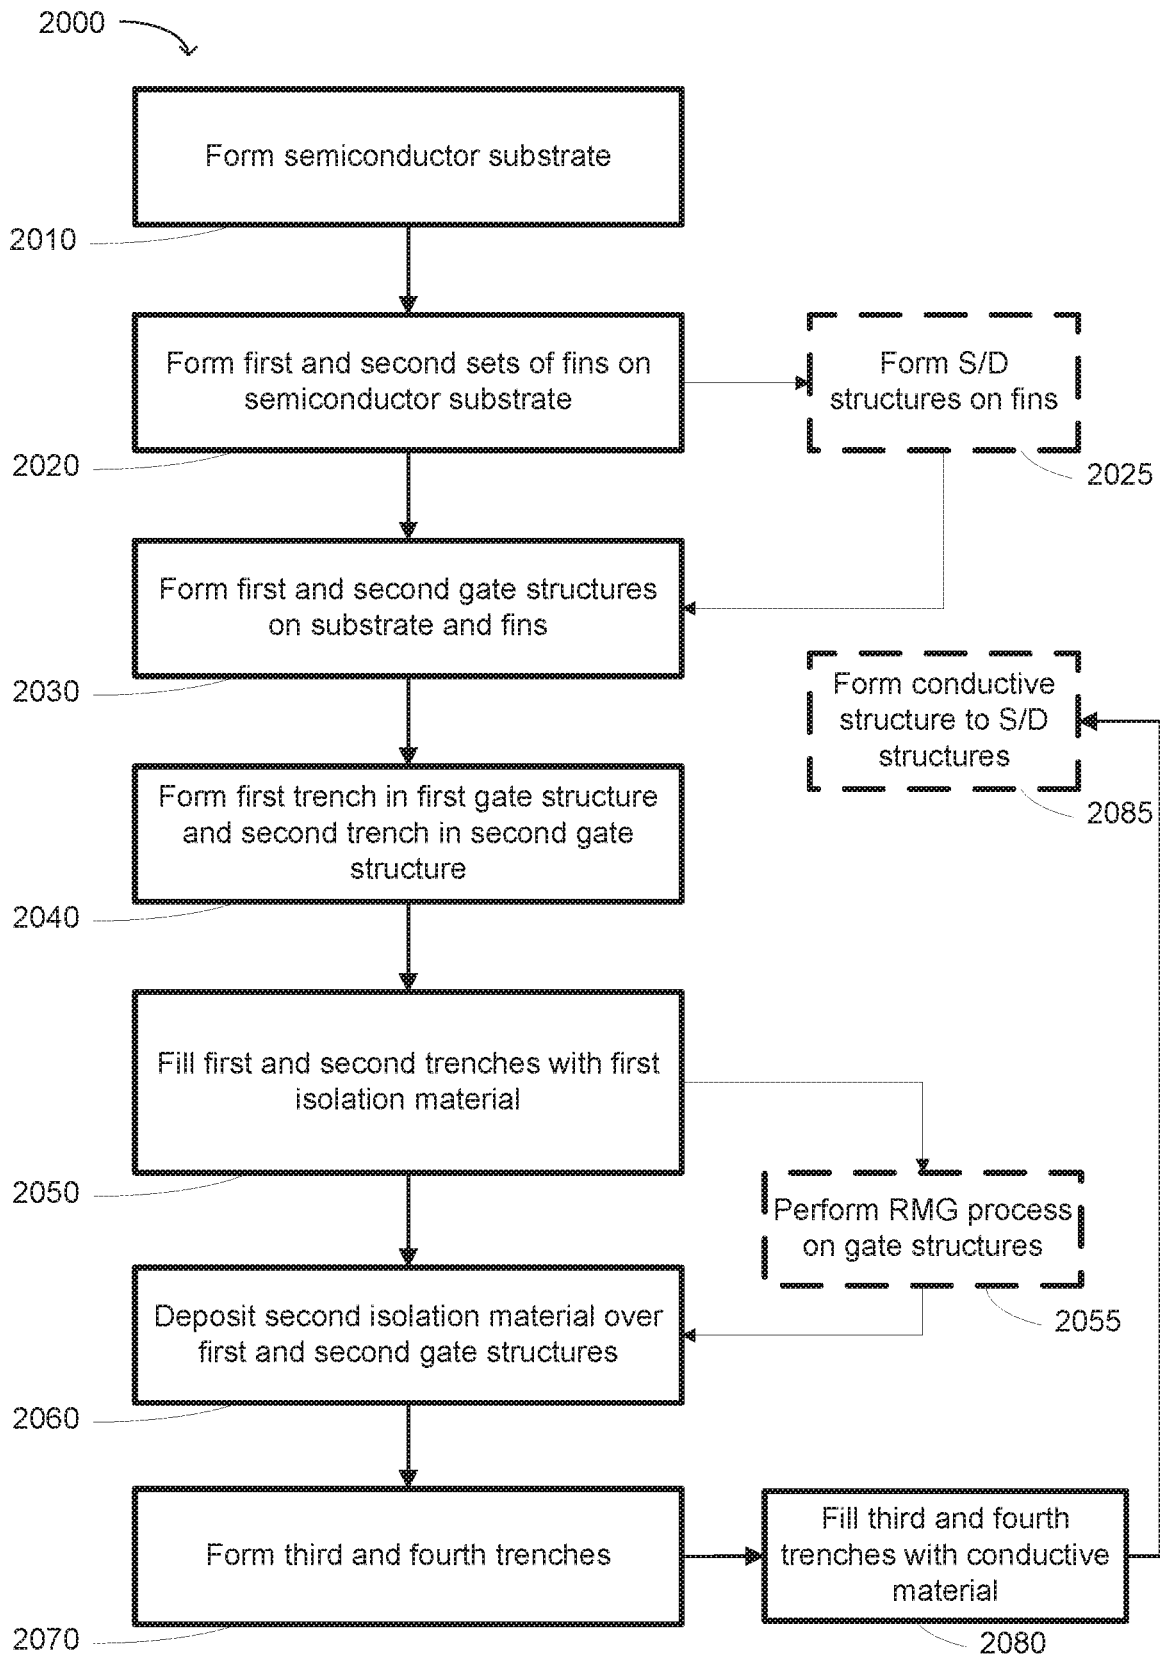 2000
Form semiconductor substrate
2010
Form first and second sets of fins on
semiconductor substrate
2020
Form S/D
structures on fins
2025
Form first and second gate structures
on substrate and fins
2030
Form conductive
structure to S/D
structures
2085
Form first trench in first gate structure
and second trench in second gate
structure
2040
Fill first and second trenches with first
isolation material
2050
Perform RMG process
on gate structures
2055
Deposit second isolation material over
first and second gate structures
2060
Form third and fourth trenches
2070
Fill third and fourth
trenches with conductive
material
2080